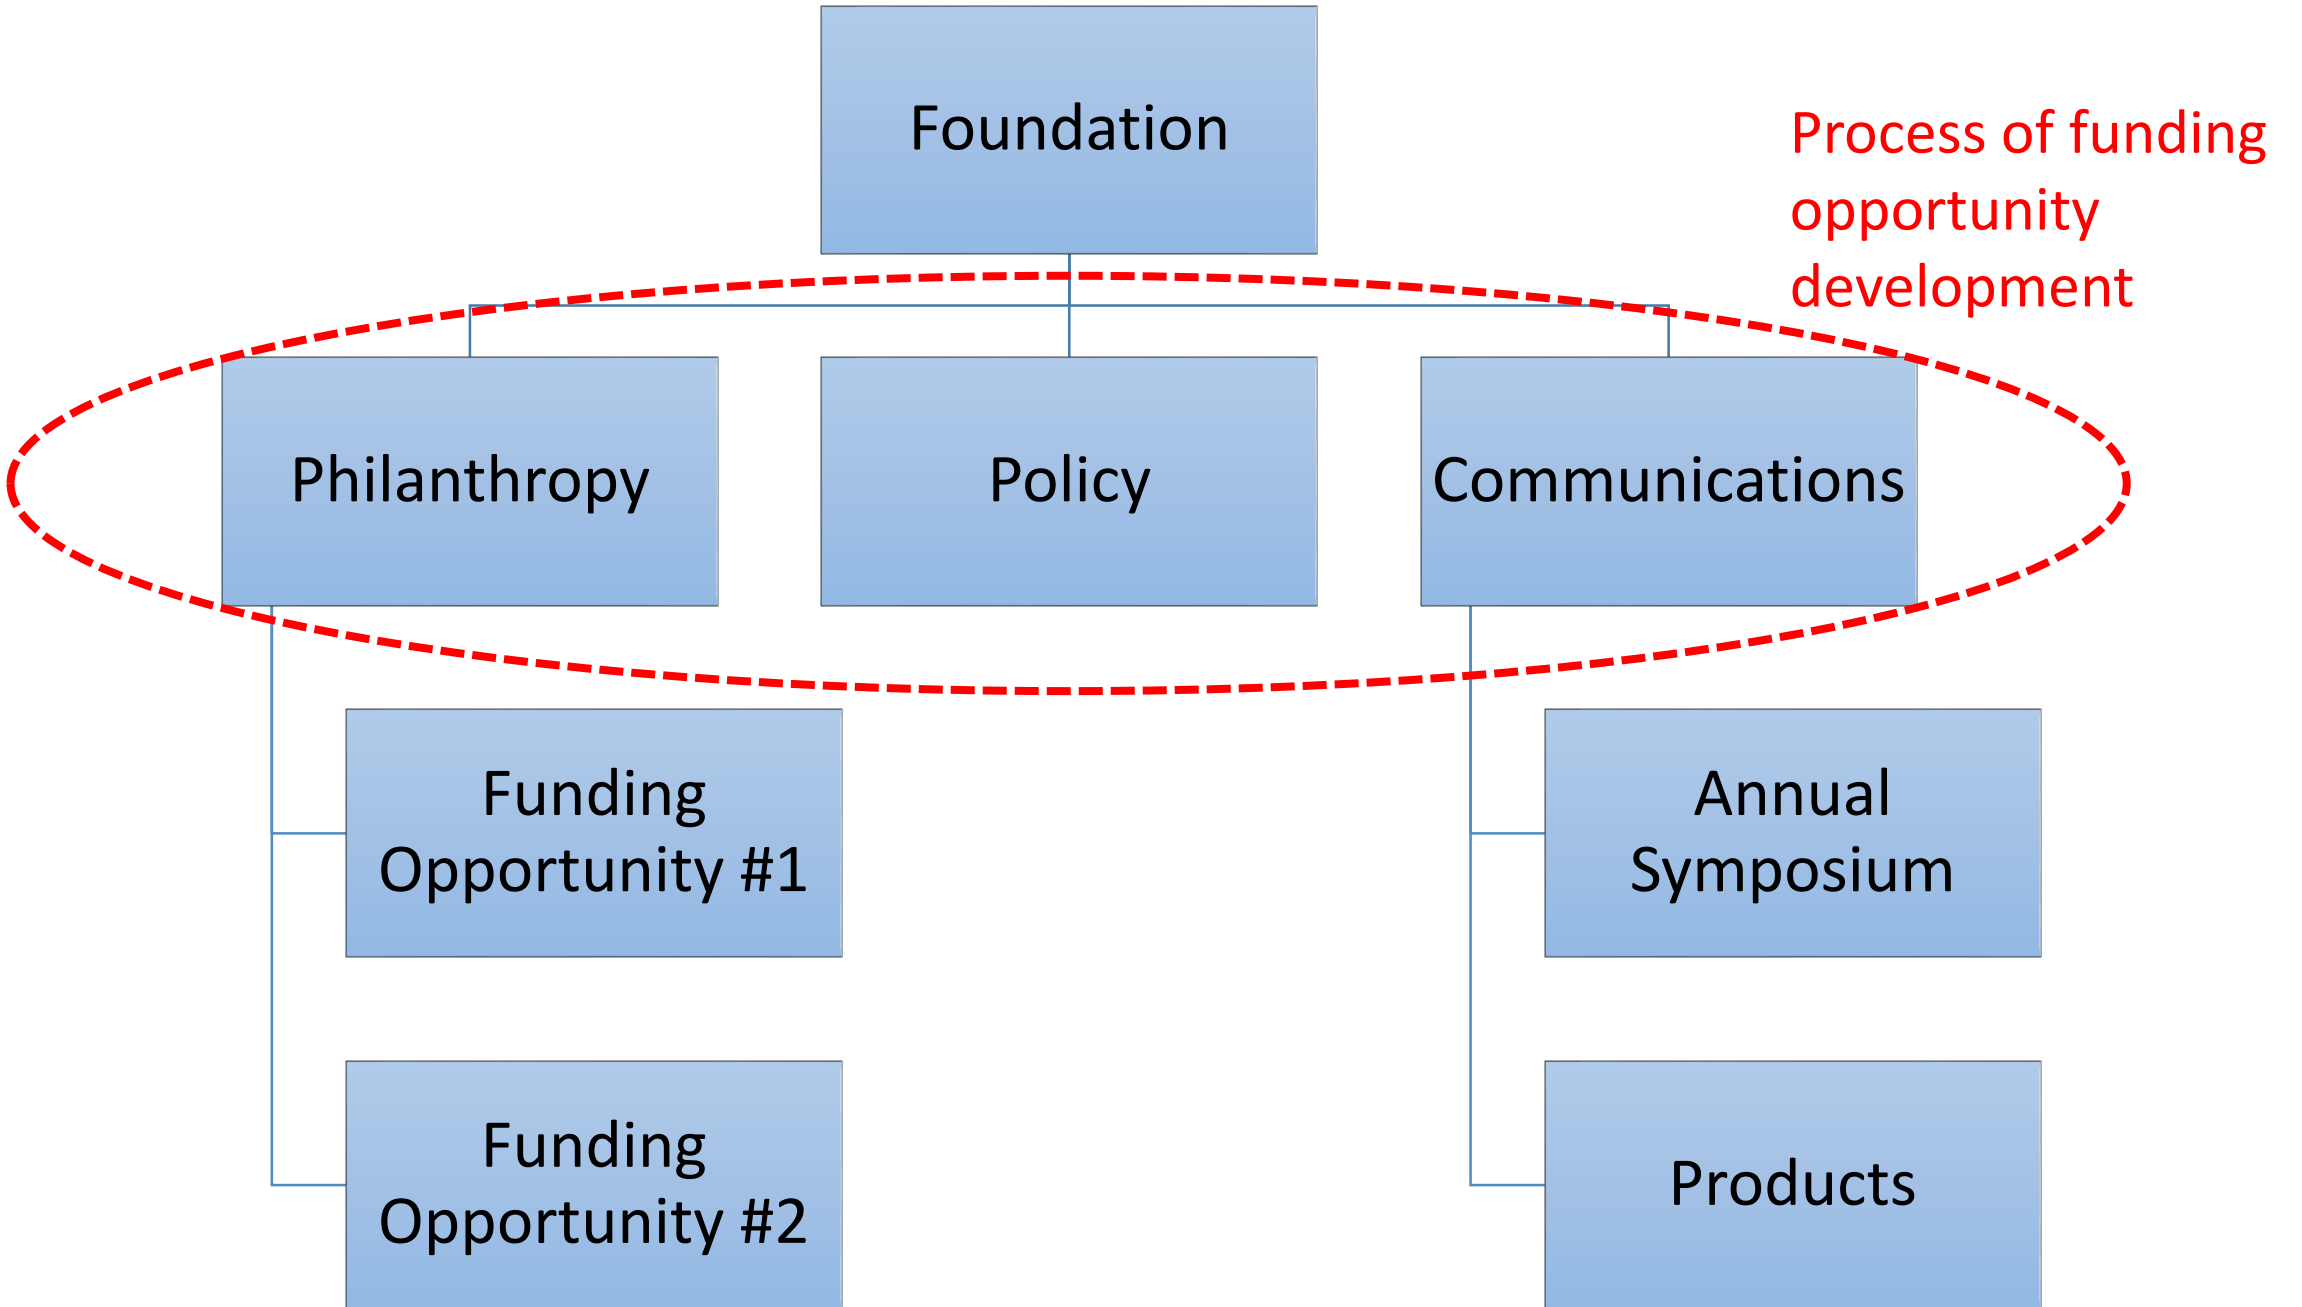 Foundation
Process of funding
opportunity
development
Philanthropy
Policy
Communications
Funding
Opportunity #1
Annual
Symposium
Funding
Opportunity #2
Products